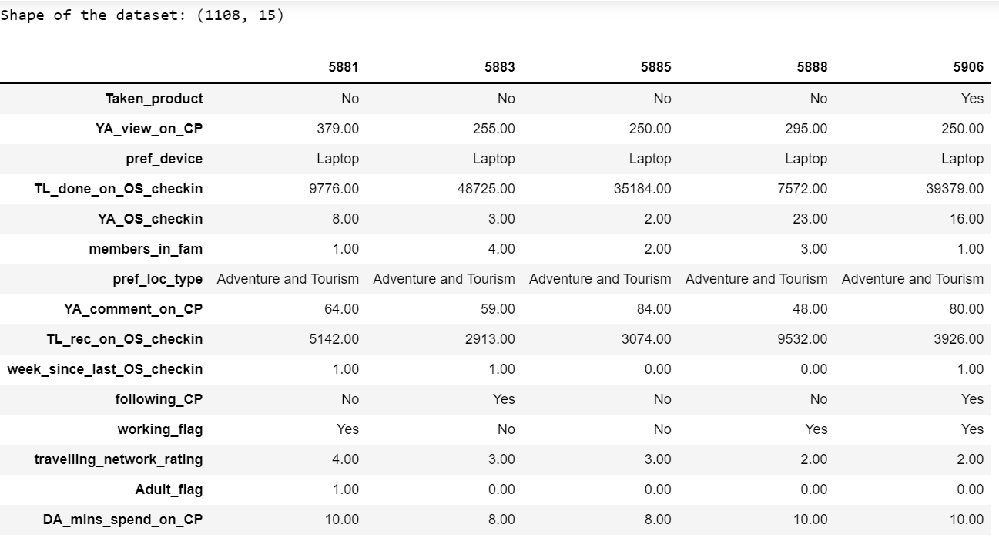 Shape of the dataset: (1108, 15)
5881 5883 5885 5888 5906
Taken_product No No No No Yes
YA_view_on_CP 379.00 255.00 250.00 295.00 250.00
pref_device Laptop Laptop Laptop Laptop Laptop
TL_done_on_OS_checkin 9776.00 48725.00 35184.00 7572.00 39379.00
YA_OS_checkin 8.00 3.00 2.00 23.00 16.00
members_in_fam 1.00 4.00 2.00 3.00 1.00
pref_loc_type Adventure and Tourism Adventure and Tourism Adventure and Tourism Adventure and Tourism Adventure and Tourism
YA_comment_on_CP 64.00 59.00 84.00 48.00 80.00
TL_rec_on_OS_checkin 5142.00 2913.00 3074.00 9532.00 3926.00
week_since_last_OS_checkin 1.00 1.00 0.00 0.00 1.00
following_CP No Yes No No Yes
working_flag Yes No No Yes Yes
travelling_network_rating 4.00 3.00 3.00 2.00 2.00
Adult_flag 1.00 0.00 0.00 0.00 0.00
DA_mins_spend_on_CP 10.00 8.00 8.00 10.00 10.00